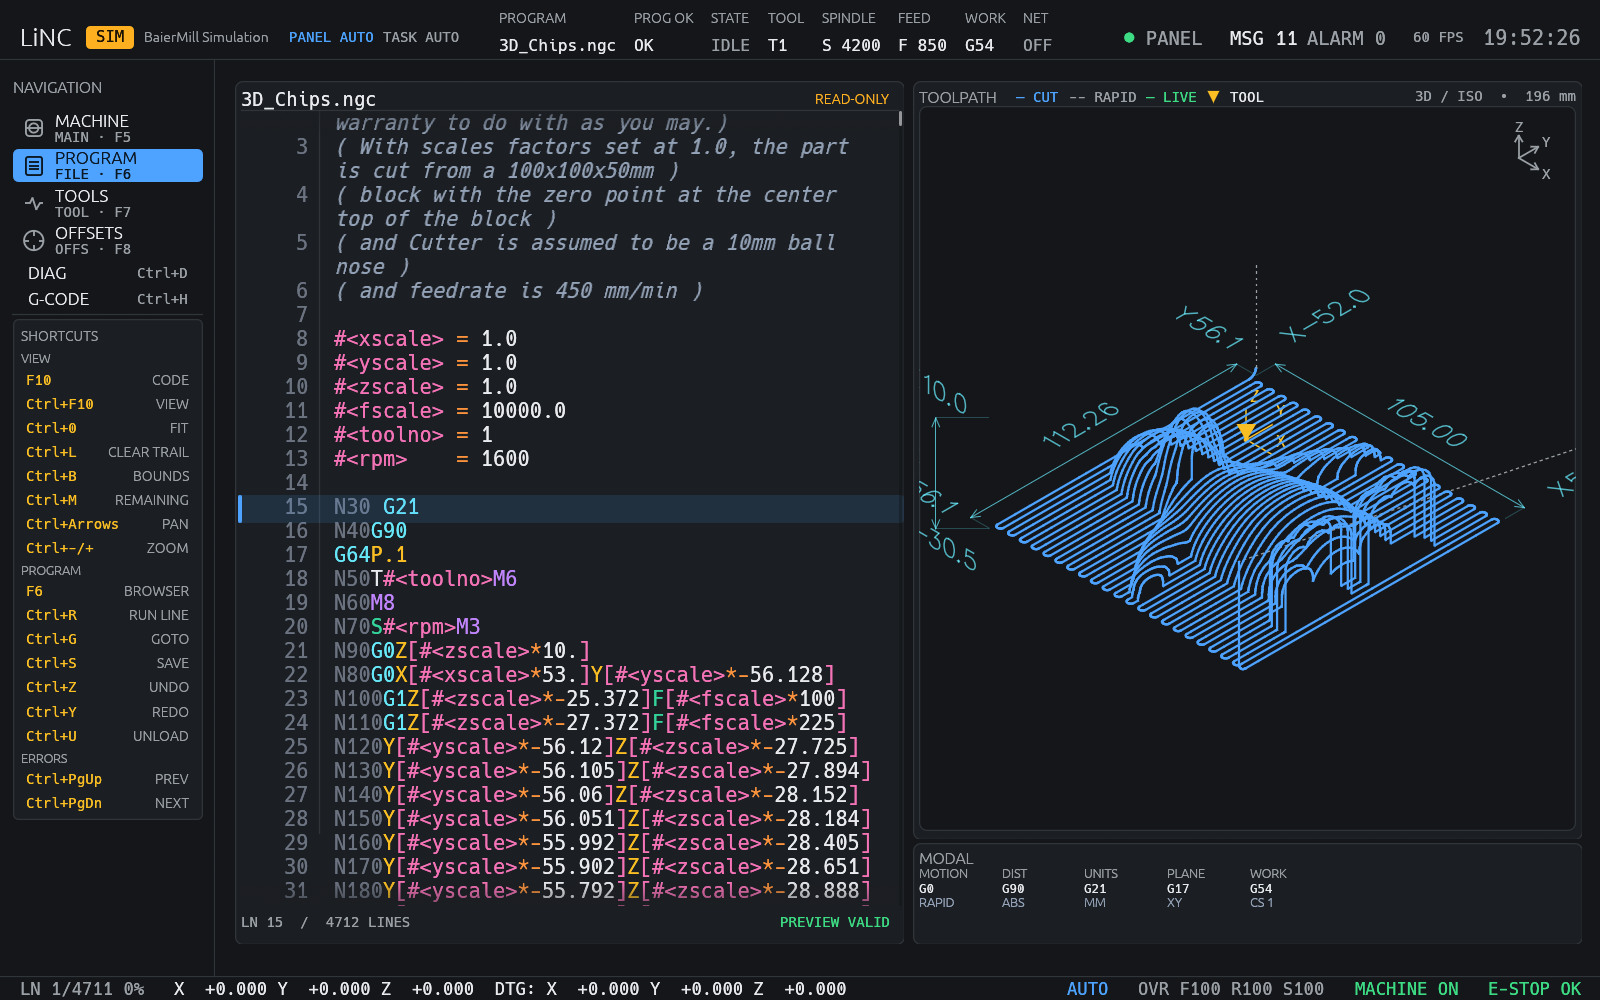 LiNC SIM BaierMill Simulation PANEL AUTO TASK AUTO
PROGRAM PROG OK STATE TOOL SPINDLE FEED WORK NET
3D_Chips.ngc OK IDLE T1 S 4200 F 850 G54 OFF
PANEL MSG 11 ALARM 0 60 FPS 19:52:26
NAVIGATION
MACHINE
MAIN · F5
PROGRAM
FILE · F6
TOOLS
TOOL · F7
OFFSETS
OFFS · F8
DIAG Ctrl+D
G-CODE Ctrl+H
SHORTCUTS
VIEW
F10 CODE
Ctrl+F10 VIEW
Ctrl+0 FIT
Ctrl+L CLEAR TRAIL
Ctrl+B BOUNDS
Ctrl+M REMAINING
Ctrl+Arrows PAN
Ctrl+-/+ ZOOM
PROGRAM
F6 BROWSER
Ctrl+R RUN LINE
Ctrl+G GOTO
Ctrl+S SAVE
Ctrl+Z UNDO
Ctrl+Y REDO
Ctrl+U UNLOAD
ERRORS
Ctrl+PgUp PREV
Ctrl+PgDn NEXT
3D_Chips.ngc READ-ONLY
warranty to do with as you may.)
3 ( With scales factors set at 1.0, the part
is cut from a 100x100x50mm )
4 ( block with the zero point at the center
top of the block )
5 ( and Cutter is assumed to be a 10mm ball
nose )
6 ( and feedrate is 450 mm/min )
7
8 #<xscale> = 1.0
9 #<yscale> = 1.0
10 #<zscale> = 1.0
11 #<fscale> = 10000.0
12 #<toolno> = 1
13 #<rpm>    = 1600
14
15 N30 G21
16 N40G90
17 G64P.1
18 N50T#<toolno>M6
19 N60M8
20 N70S#<rpm>M3
21 N90G0Z[#<zscale>*10.]
22 N80G0X[#<xscale>*53.]Y[#<yscale>*-56.128]
23 N100G1Z[#<zscale>*-25.372]F[#<fscale>*100]
24 N110G1Z[#<zscale>*-27.372]F[#<fscale>*225]
25 N120Y[#<yscale>*-56.12]Z[#<zscale>*-27.725]
26 N130Y[#<yscale>*-56.105]Z[#<zscale>*-27.894]
27 N140Y[#<yscale>*-56.06]Z[#<zscale>*-28.152]
28 N150Y[#<yscale>*-56.051]Z[#<zscale>*-28.184]
29 N160Y[#<yscale>*-55.992]Z[#<zscale>*-28.405]
30 N170Y[#<yscale>*-55.902]Z[#<zscale>*-28.651]
31 N180Y[#<yscale>*-55.792]Z[#<zscale>*-28.888]
LN 15 / 4712 LINES PREVIEW VALID
TOOLPATH — CUT -- RAPID — LIVE ▼ TOOL 3D / ISO • 196 mm
Z
Y
X
Y56.1
X-52.0
10.0
112.26
105.00
Z
Y
X
-30.5
MODAL
MOTION DIST UNITS PLANE WORK
G0 G90 G21 G17 G54
RAPID ABS MM XY CS 1
LN 1/4711 0% X +0.000 Y +0.000 Z +0.000 DTG: X +0.000 Y +0.000 Z +0.000 AUTO OVR F100 R100 S100 MACHINE ON E-STOP OK